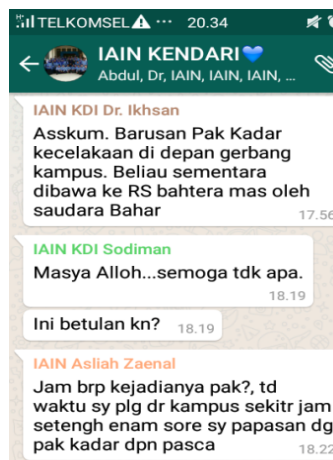 TELKOMSEL ... 20.34
IAIN KENDARI💙
Abdul, Dr, IAIN, IAIN, IAIN, ...
IAIN KDI Dr. Ikhsan
Asskum. Barusan Pak Kadar
kecelakaan di depan gerbang
kampus. Beliau sementara
dibawa ke RS bahtera mas oleh
saudara Bahar
17.56
IAIN KDI Sodiman
Masya Alloh...semoga tdk apa.
18.19
Ini betulan kn? 18.19
IAIN Asliah Zaenal
Jam brp kejadianya pak?, td
waktu sy plg dr kampus sekitr jam
setengh enam sore sy papasan dg
pak kadar dpn pasca
18.22